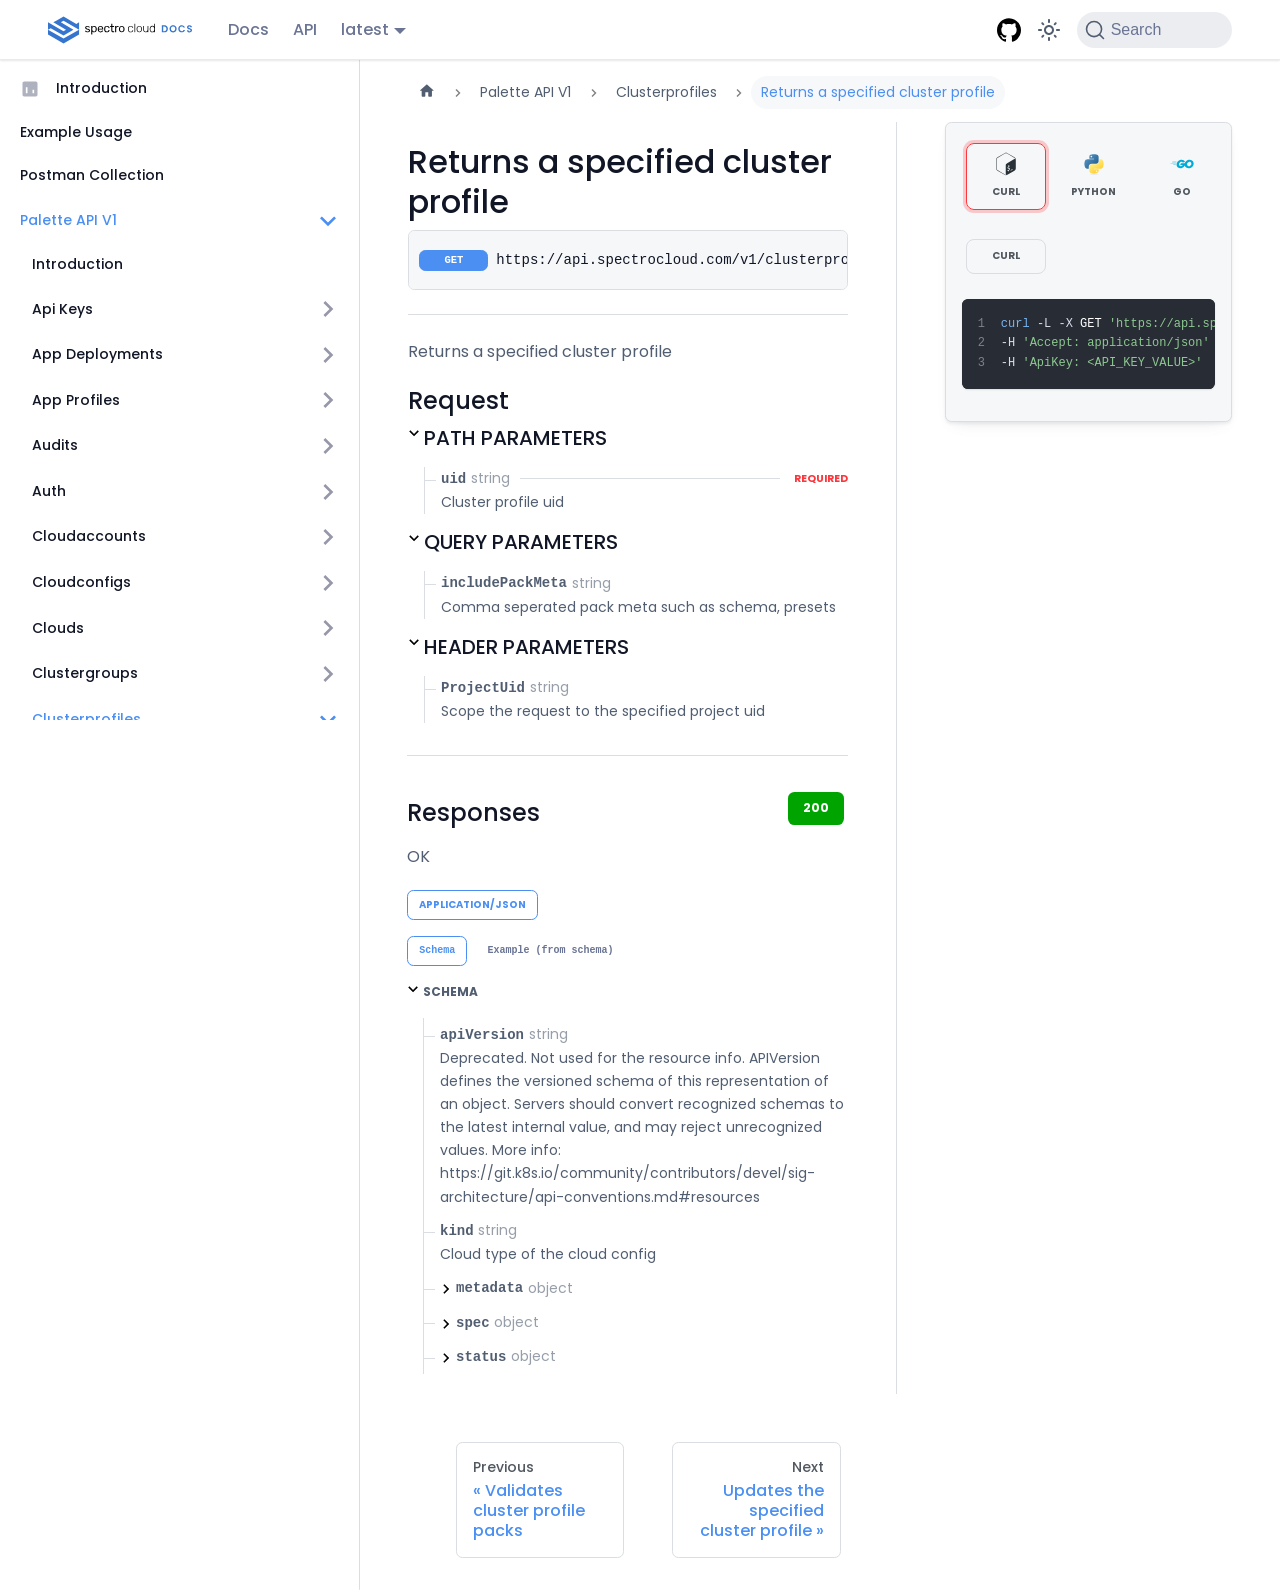 spectro cloud DOCS
Docs
API
latest
Search
Introduction
Example Usage
Postman Collection
Palette API V1
Introduction
Api Keys
App Deployments
App Profiles
Audits
Auth
Cloudaccounts
Cloudconfigs
Clouds
Clustergroups
Clusterprofiles
Palette API V1
Clusterprofiles
Returns a specified cluster profile
Returns a specified cluster
profile
GET https://api.spectrocloud.com/v1/clusterpro
Returns a specified cluster profile
Request
PATH PARAMETERS
uid string REQUIRED
Cluster profile uid
QUERY PARAMETERS
includePackMeta string
Comma seperated pack meta such as schema, presets
HEADER PARAMETERS
ProjectUid string
Scope the request to the specified project uid
Responses
200
OK
APPLICATION/JSON
Schema Example (from schema)
SCHEMA
apiVersion string
Deprecated. Not used for the resource info. APIVersion
defines the versioned schema of this representation of
an object. Servers should convert recognized schemas to
the latest internal value, and may reject unrecognized
values. More info:
https://git.k8s.io/community/contributors/devel/sig-
architecture/api-conventions.md#resources
kind string
Cloud type of the cloud config
metadata object
spec object
status object
CURL
PYTHON
GO
CURL
1 curl -L -X GET 'https://api.sp
2 -H 'Accept: application/json'
3 -H 'ApiKey: <API_KEY_VALUE>'
Previous
« Validates
cluster profile
packs
Next
Updates the
specified
cluster profile »